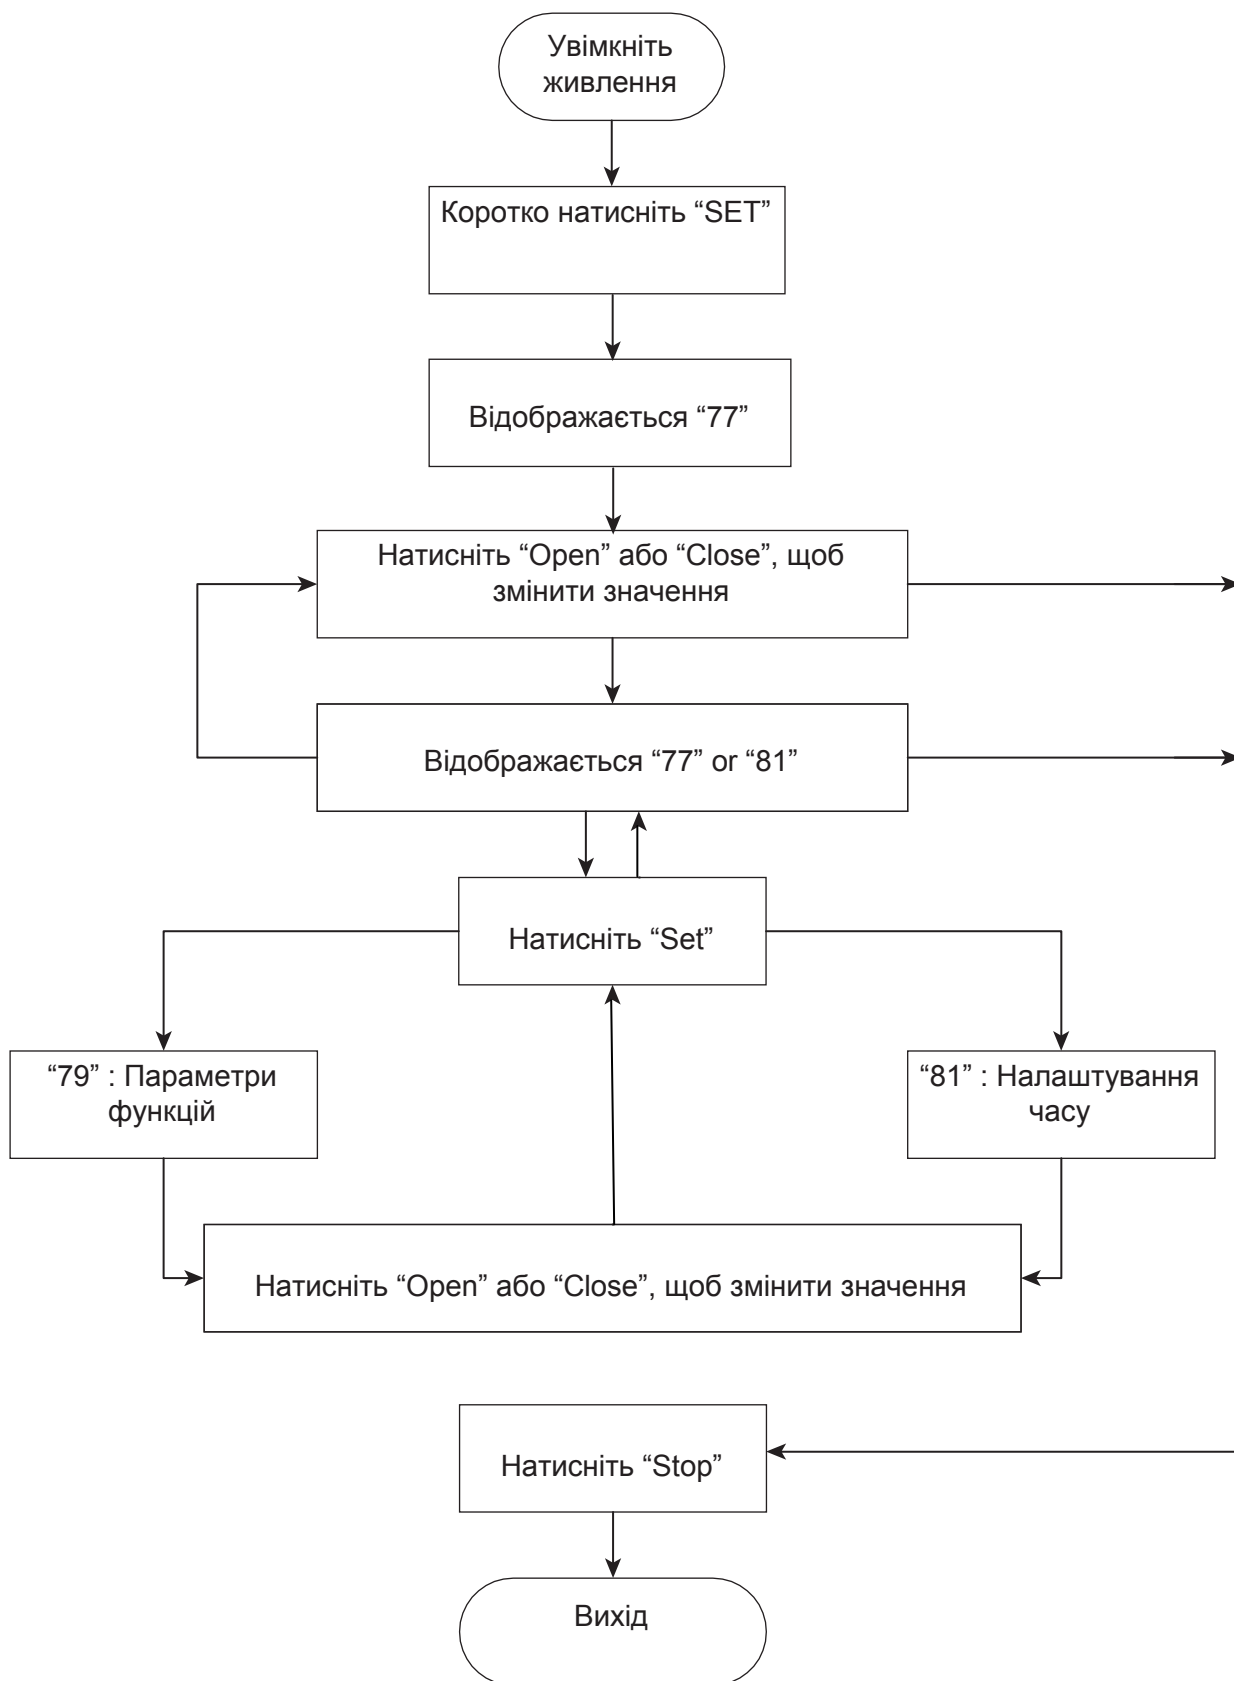 Увімкніть
живлення
Коротко натисніть “SET”
Відображається “77”
Натисніть “Open” або “Close”, щоб
змінити значення
Відображається “77” or “81”
Натисніть “Set”
“79” : Параметри
функцій
“81” : Налаштування
часу
Натисніть “Open” або “Close”, щоб змінити значення
Натисніть “Stop”
Вихід